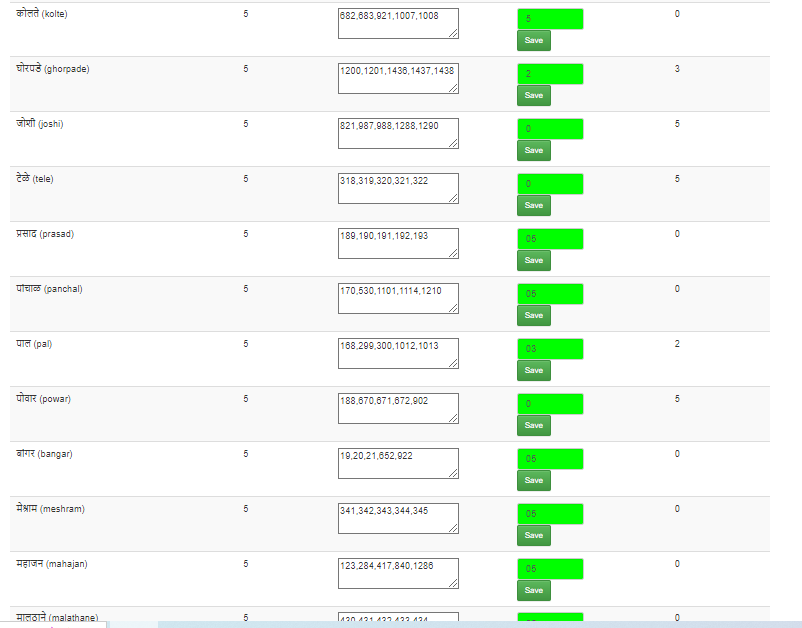 कोलते (kolte) 5 682,683,921,1007,1008 5 0
Save
घोरपडे (ghorpade) 5 1200,1201,1436,1437,1438 2 3
Save
जोशी (joshi) 5 821,987,988,1288,1290 0 5
Save
टेळे (tele) 5 318,319,320,321,322 0 5
Save
प्रसाद (prasad) 5 189,190,191,192,193 05 0
Save
पांचाळ (panchal) 5 170,530,1101,1114,1210 05 0
Save
पाल (pal) 5 168,299,300,1012,1013 03 2
Save
पोवार (powar) 5 188,670,671,672,902 0 5
Save
बांगर (bangar) 5 19,20,21,652,922 05 0
Save
मेश्राम (meshram) 5 341,342,343,344,345 05 0
Save
महाजन (mahajan) 5 123,284,417,840,1286 05 0
Save
मालठाने (malathane) 5 430,431,432,433,434 0